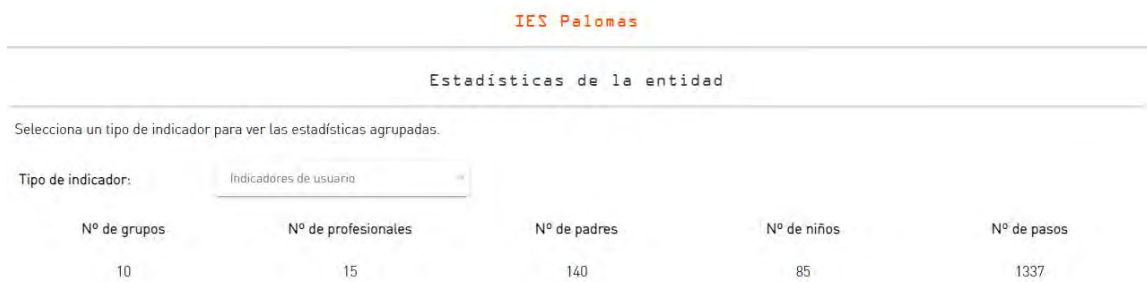 IES Palomas
Estadísticas de la entidad
Selecciona un tipo de indicador para ver las estadísticas agrupadas.
Tipo de indicador: Indicadores de usuario
Nº de grupos Nº de profesionales Nº de padres Nº de niños Nº de pasos
10 15 140 85 1337